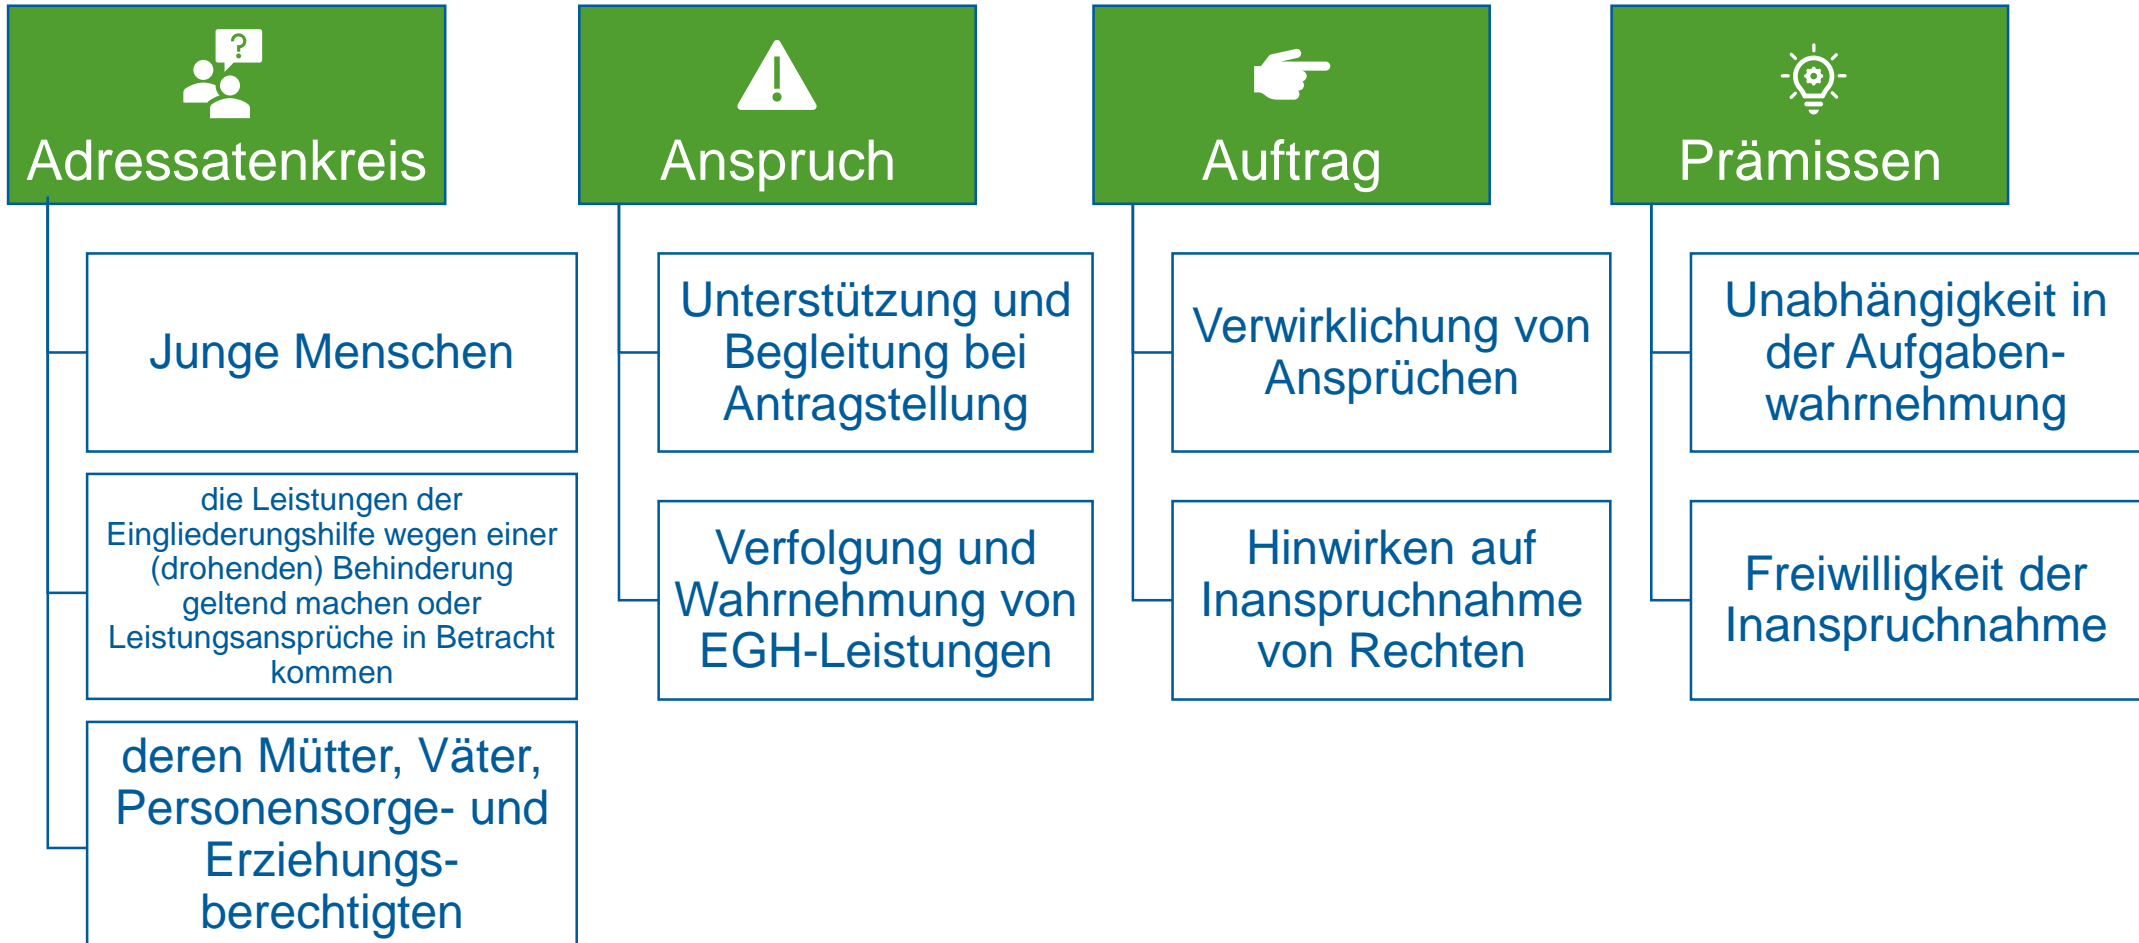 ?
Adressatenkreis
Junge Menschen
die Leistungen der
Eingliederungshilfe wegen einer
(drohenden) Behinderung
geltend machen oder
Leistungsansprüche in Betracht
kommen
deren Mütter, Väter,
Personensorge- und
Erziehungs-
berechtigten
Anspruch
Unterstützung und
Begleitung bei
Antragstellung
Verfolgung und
Wahrnehmung von
EGH-Leistungen
Auftrag
Verwirklichung von
Ansprüchen
Hinwirken auf
Inanspruchnahme
von Rechten
Prämissen
Unabhängigkeit in
der Aufgaben-
wahrnehmung
Freiwilligkeit der
Inanspruchnahme